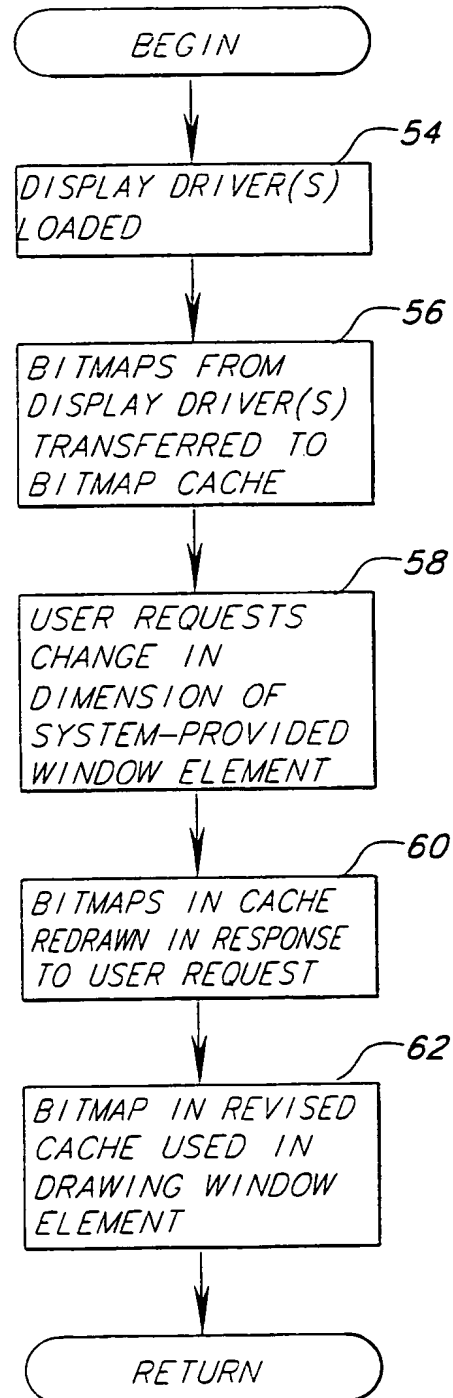 BEGIN
54
DISPLAY DRIVER(S)
LOADED
56
BITMAPS FROM
DISPLAY DRIVER(S)
TRANSFERRED TO
BITMAP CACHE
58
USER REQUESTS
CHANGE IN
DIMENSION OF
SYSTEM-PROVIDED
WINDOW ELEMENT
60
BITMAPS IN CACHE
REDRAWN IN RESPONSE
TO USER REQUEST
62
BITMAP IN REVISED
CACHE USED IN
DRAWING WINDOW
ELEMENT
RETURN